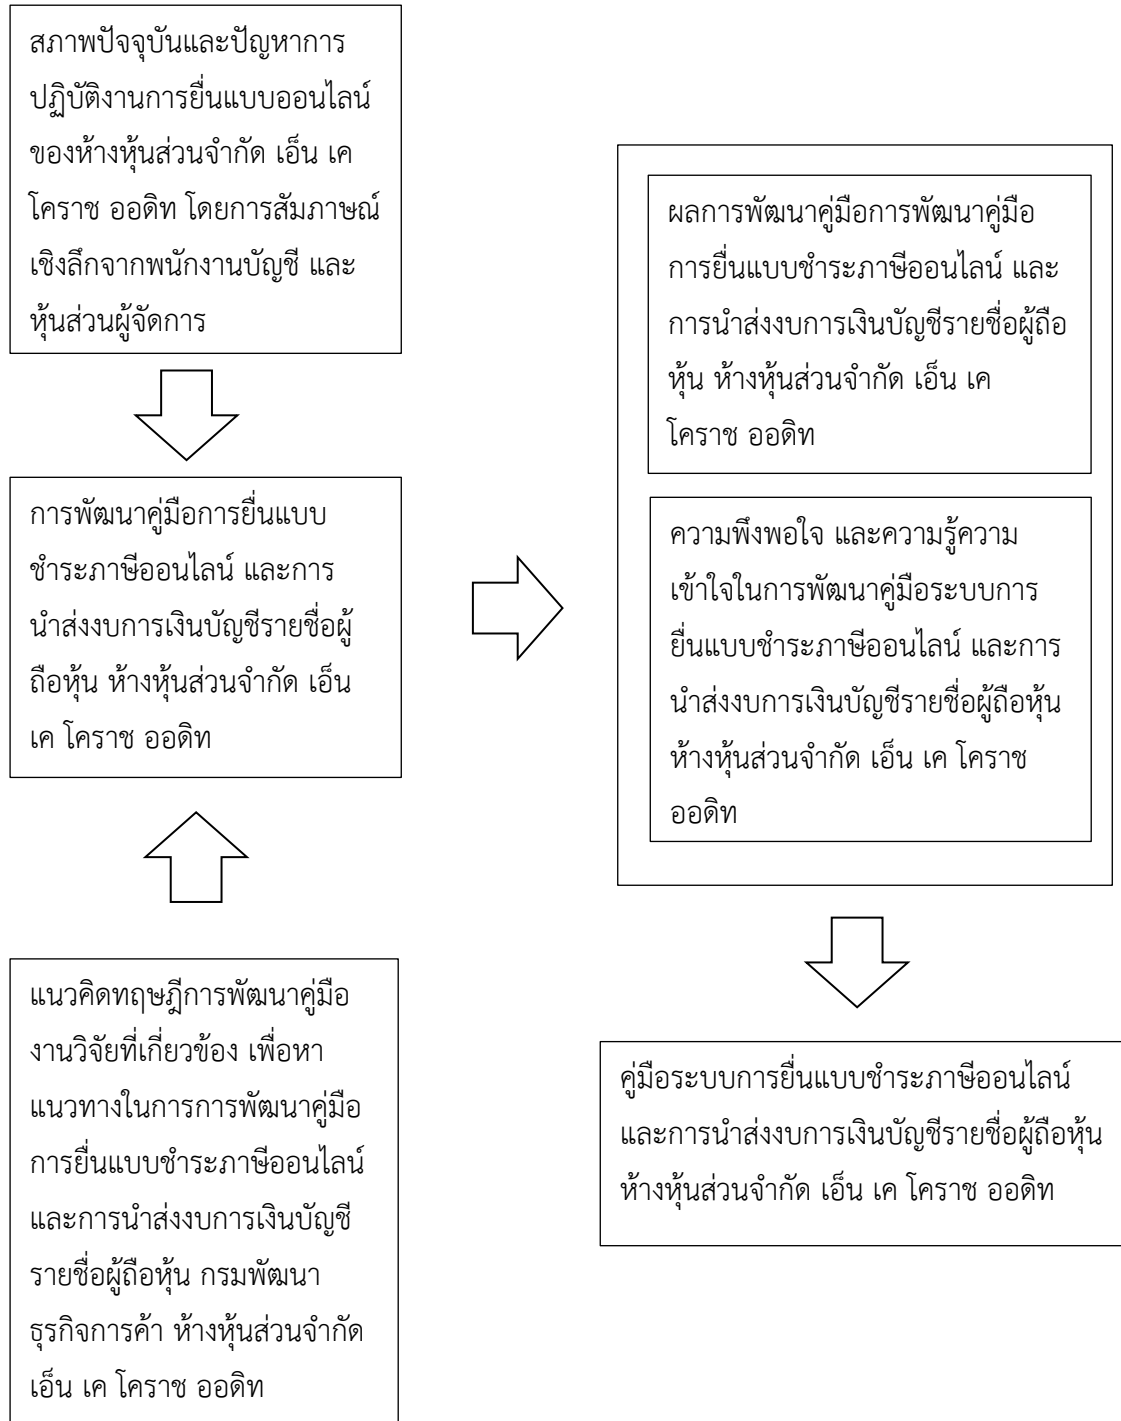 สภาพปัจจุบันและปัญหาการ
ปฏิบัติงานการยื่นแบบออนไลน์
ของห้างหุ้นส่วนจำกัด เอ็น เค
โคราช ออดิท โดยการสัมภาษณ์
เชิงลึกจากพนักงานบัญชี และ
หุ้นส่วนผู้จัดการ
การพัฒนาคู่มือการยื่นแบบ
ชำระภาษีออนไลน์ และการ
นำส่งงบการเงินบัญชีรายชื่อผู้
ถือหุ้น ห้างหุ้นส่วนจำกัด เอ็น
เค โคราช ออดิท
แนวคิดทฤษฎีการพัฒนาคู่มือ
งานวิจัยที่เกี่ยวข้อง เพื่อหา
แนวทางในการการพัฒนาคู่มือ
การยื่นแบบชำระภาษีออนไลน์
และการนำส่งงบการเงินบัญชี
รายชื่อผู้ถือหุ้น กรมพัฒนา
ธุรกิจการค้า ห้างหุ้นส่วนจำกัด
เอ็น เค โคราช ออดิท
ผลการพัฒนาคู่มือการพัฒนาคู่มือ
การยื่นแบบชำระภาษีออนไลน์ และ
การนำส่งงบการเงินบัญชีรายชื่อผู้ถือ
หุ้น ห้างหุ้นส่วนจำกัด เอ็น เค
โคราช ออดิท
ความพึงพอใจ และความรู้ความ
เข้าใจในการพัฒนาคู่มือระบบการ
ยื่นแบบชำระภาษีออนไลน์ และการ
นำส่งงบการเงินบัญชีรายชื่อผู้ถือหุ้น
ห้างหุ้นส่วนจำกัด เอ็น เค โคราช
ออดิท
คู่มือระบบการยื่นแบบชำระภาษีออนไลน์
และการนำส่งงบการเงินบัญชีรายชื่อผู้ถือหุ้น
ห้างหุ้นส่วนจำกัด เอ็น เค โคราช ออดิท